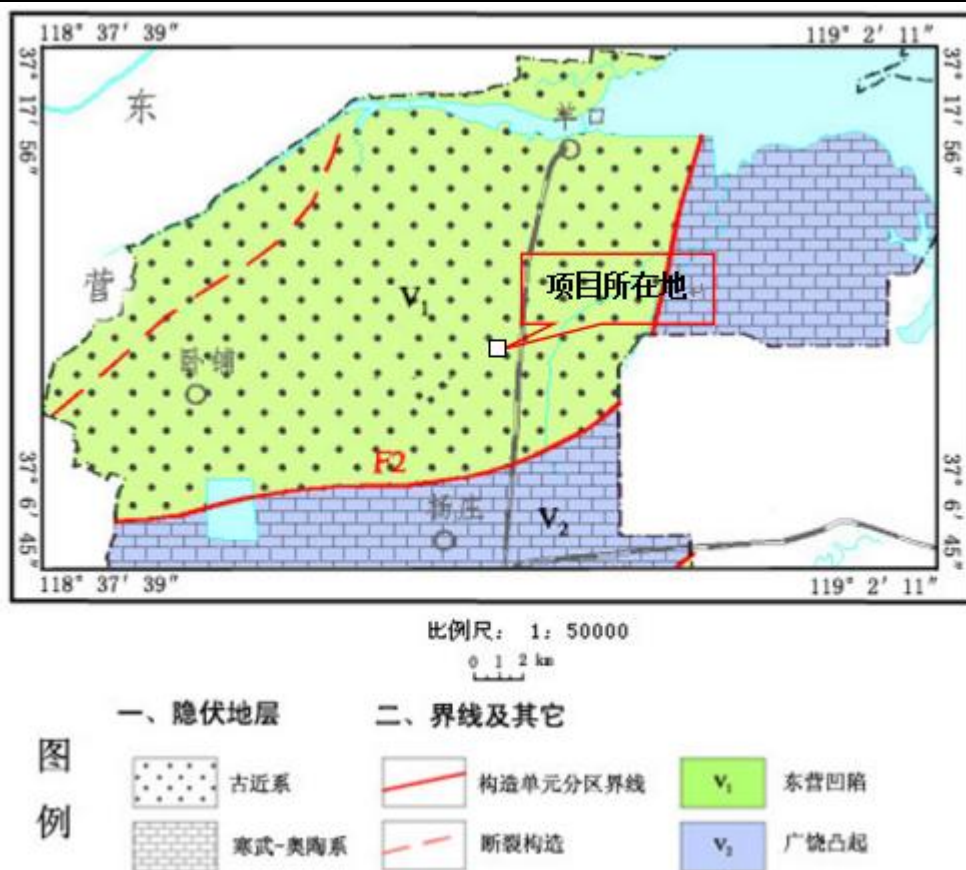 118° 37′ 39″
119° 2′ 11″
37° 17′ 56″
37° 17′ 56″
东
羊口
营
项目所在地
V₁
F2
杨庄
V₂
37° 6′ 45″
37° 6′ 45″
118° 37′ 39″
119° 2′ 11″
比例尺： 1：50000
0 1 2 km
图例
一、隐伏地层
二、界线及其它
古近系
构造单元分区界线
V₁
东营凹陷
寒武-奥陶系
断裂构造
V₂
广饶凸起